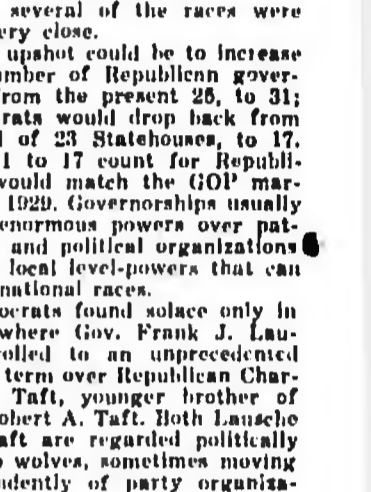 several of the races were
ery close.
upshot could be to increase
umber of Republican gover-
rom the present 25, to 31;
rats would drop back from
l of 23 Statehouses, to 17.
1 to 17 count for Republi-
would match the GOP mar-
1929. Governorships usually
enormous powers over pat-
and political organizations
local level-powers that can
national races.
ocrats found solace only in
where Gov. Frank J. Lau-
olled to an unprecedented
term over Republican Char-
Taft, younger brother of
obert A. Taft. Both Lausche
aft are regarded politically
wolves, sometimes moving
ndently of party organiza-